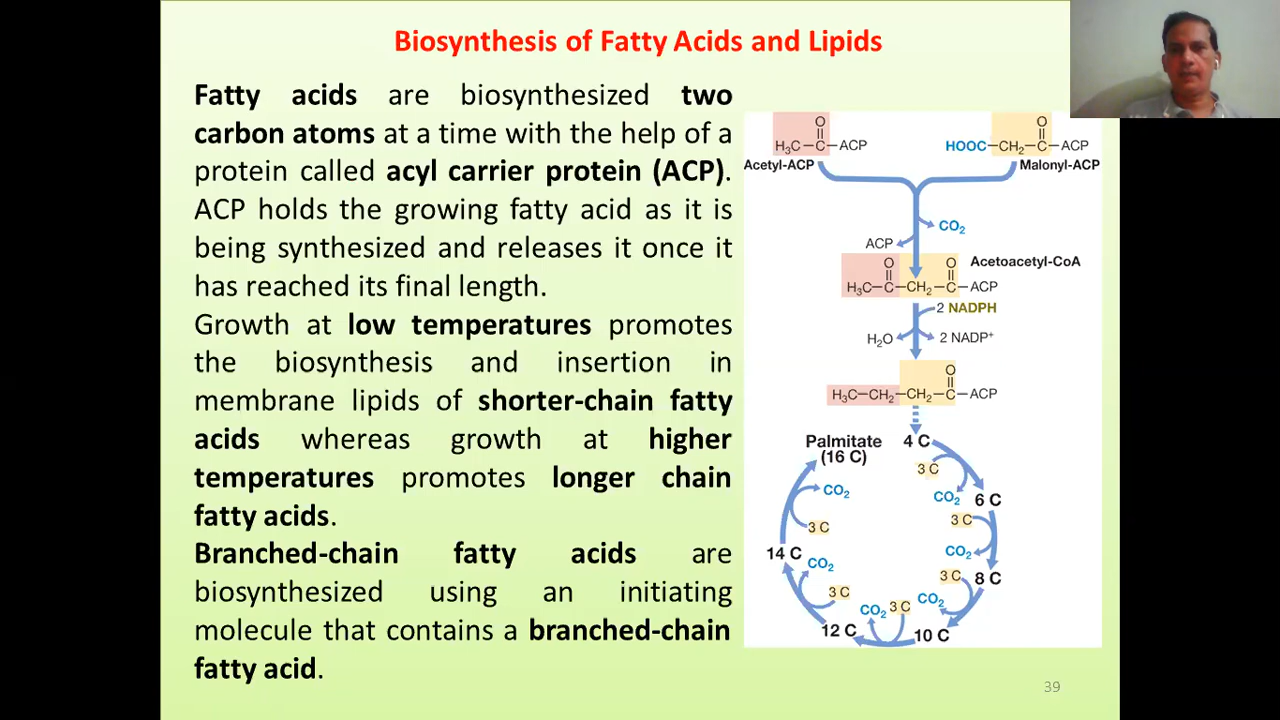 Biosynthesis of Fatty Acids and Lipids
Fatty acids are biosynthesized two
carbon atoms at a time with the help of a
protein called acyl carrier protein (ACP).
ACP holds the growing fatty acid as it is
being synthesized and releases it once it
has reached its final length.
Growth at low temperatures promotes
the biosynthesis and insertion in
membrane lipids of shorter-chain fatty
acids whereas growth at higher
temperatures promotes longer chain
fatty acids.
Branched-chain fatty acids are
biosynthesized using an initiating
molecule that contains a branched-chain
fatty acid.
O
H₃C—C—ACP
Acetyl-ACP
O
HOOC—CH₂—C—ACP
Malonyl-ACP
CO₂
ACP
Acetoacetyl-CoA
O O
H₃C—C—CH₂—C—ACP
2 NADPH
H₂O
2 NADP⁺
O
H₃C—CH₂—CH₂—C—ACP
4 C
3 C
CO₂
6 C
3 C
CO₂
8 C
3 C
CO₂
10 C
3 C
CO₂
12 C
3 C
CO₂
14 C
3 C
CO₂
Palmitate
(16 C)
39